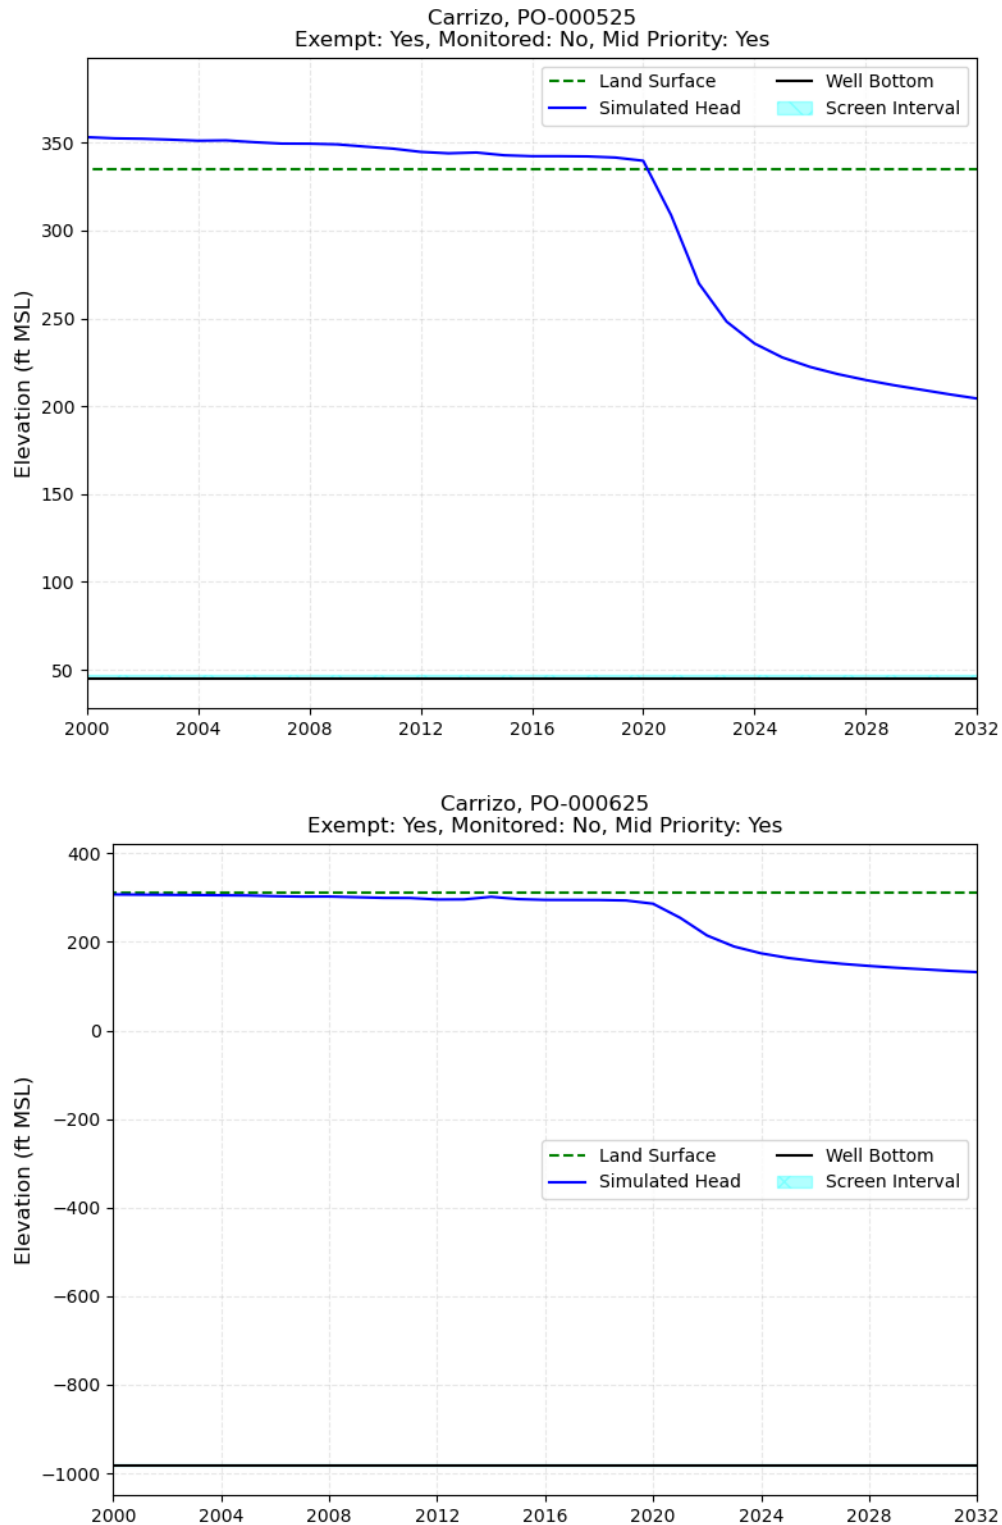 Carrizo, PO-000525
Exempt: Yes, Monitored: No, Mid Priority: Yes
Land Surface
Simulated Head
Well Bottom
Screen Interval
Elevation (ft MSL)
350
300
250
200
150
100
50
2000 2004 2008 2012 2016 2020 2024 2028 2032
Carrizo, PO-000625
Exempt: Yes, Monitored: No, Mid Priority: Yes
400
200
0
−200
−400
−600
−800
−1000
Elevation (ft MSL)
Land Surface
Simulated Head
Well Bottom
Screen Interval
2000 2004 2008 2012 2016 2020 2024 2028 2032